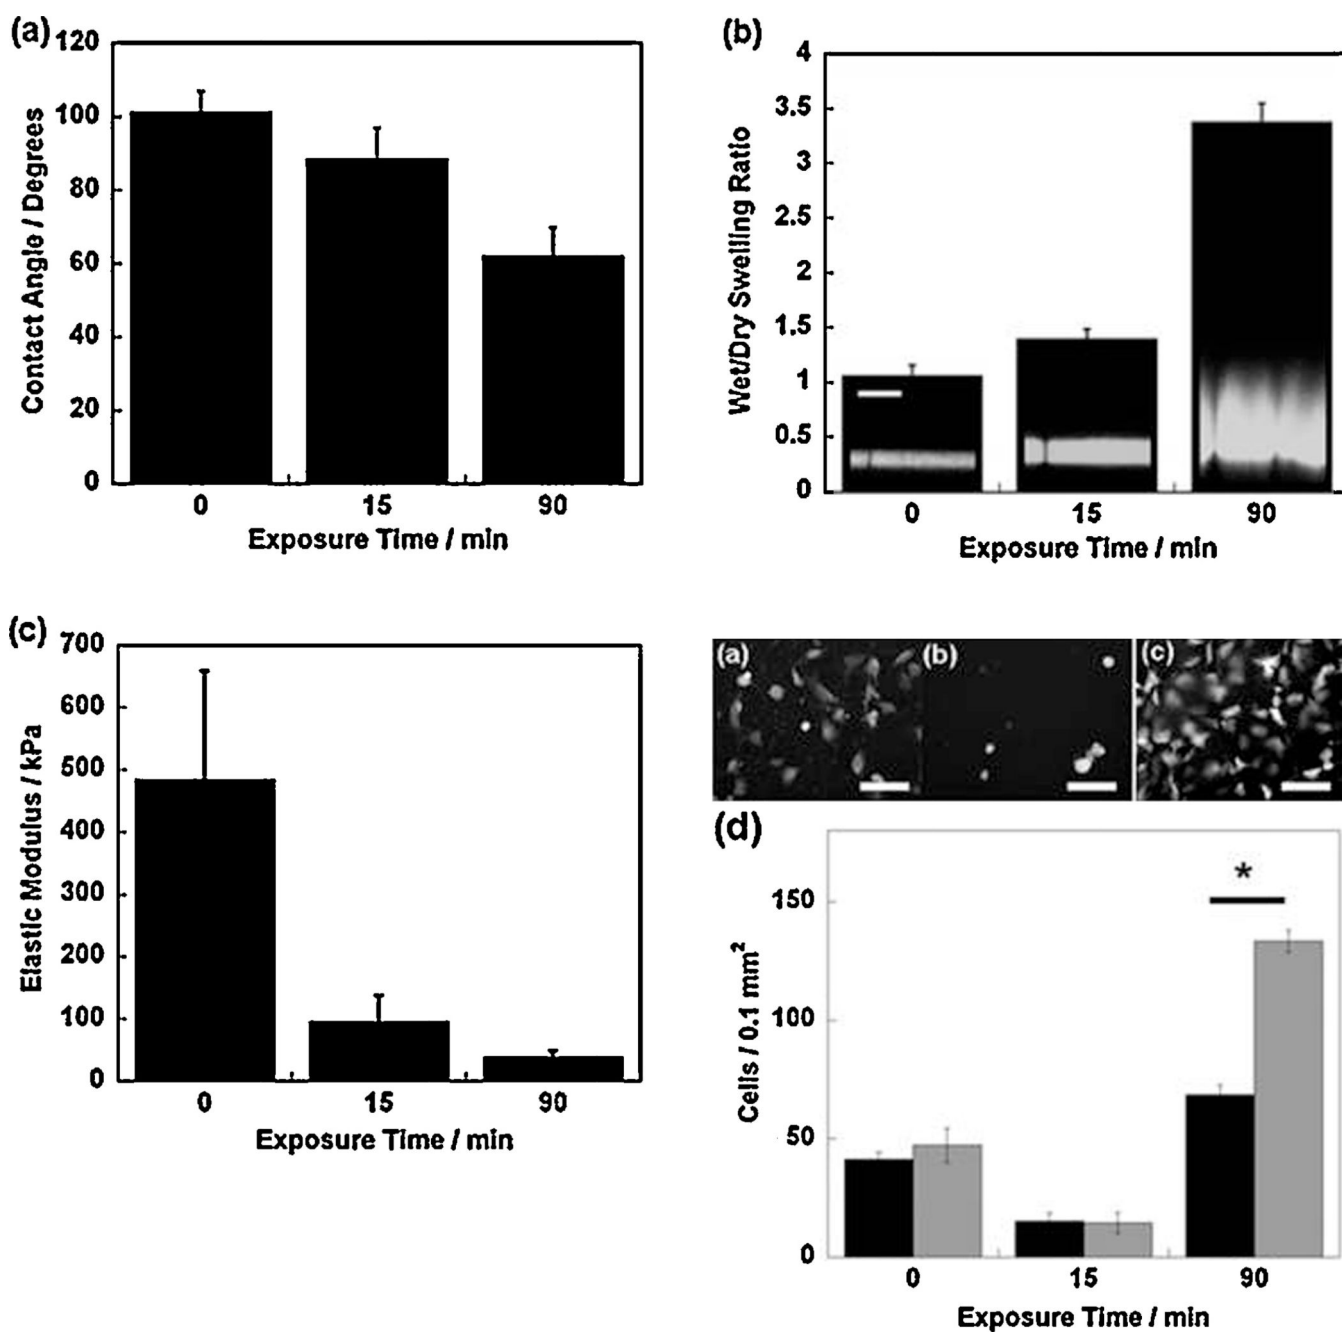 (a)
120
100
80
60
40
20
0
Contact Angle / Degrees
0 15 90
Exposure Time / min
(b)
4
3.5
3
2.5
2
1.5
1
0.5
0
Wet/Dry Swelling Ratio
0 15 90
Exposure Time / min
(c)
700
600
500
400
300
200
100
0
Elastic Modulus / kPa
0 15 90
Exposure Time / min
(a) (b) (c)
(d)
*
150
100
50
0
Cells / 0.1 mm²
0 15 90
Exposure Time / min